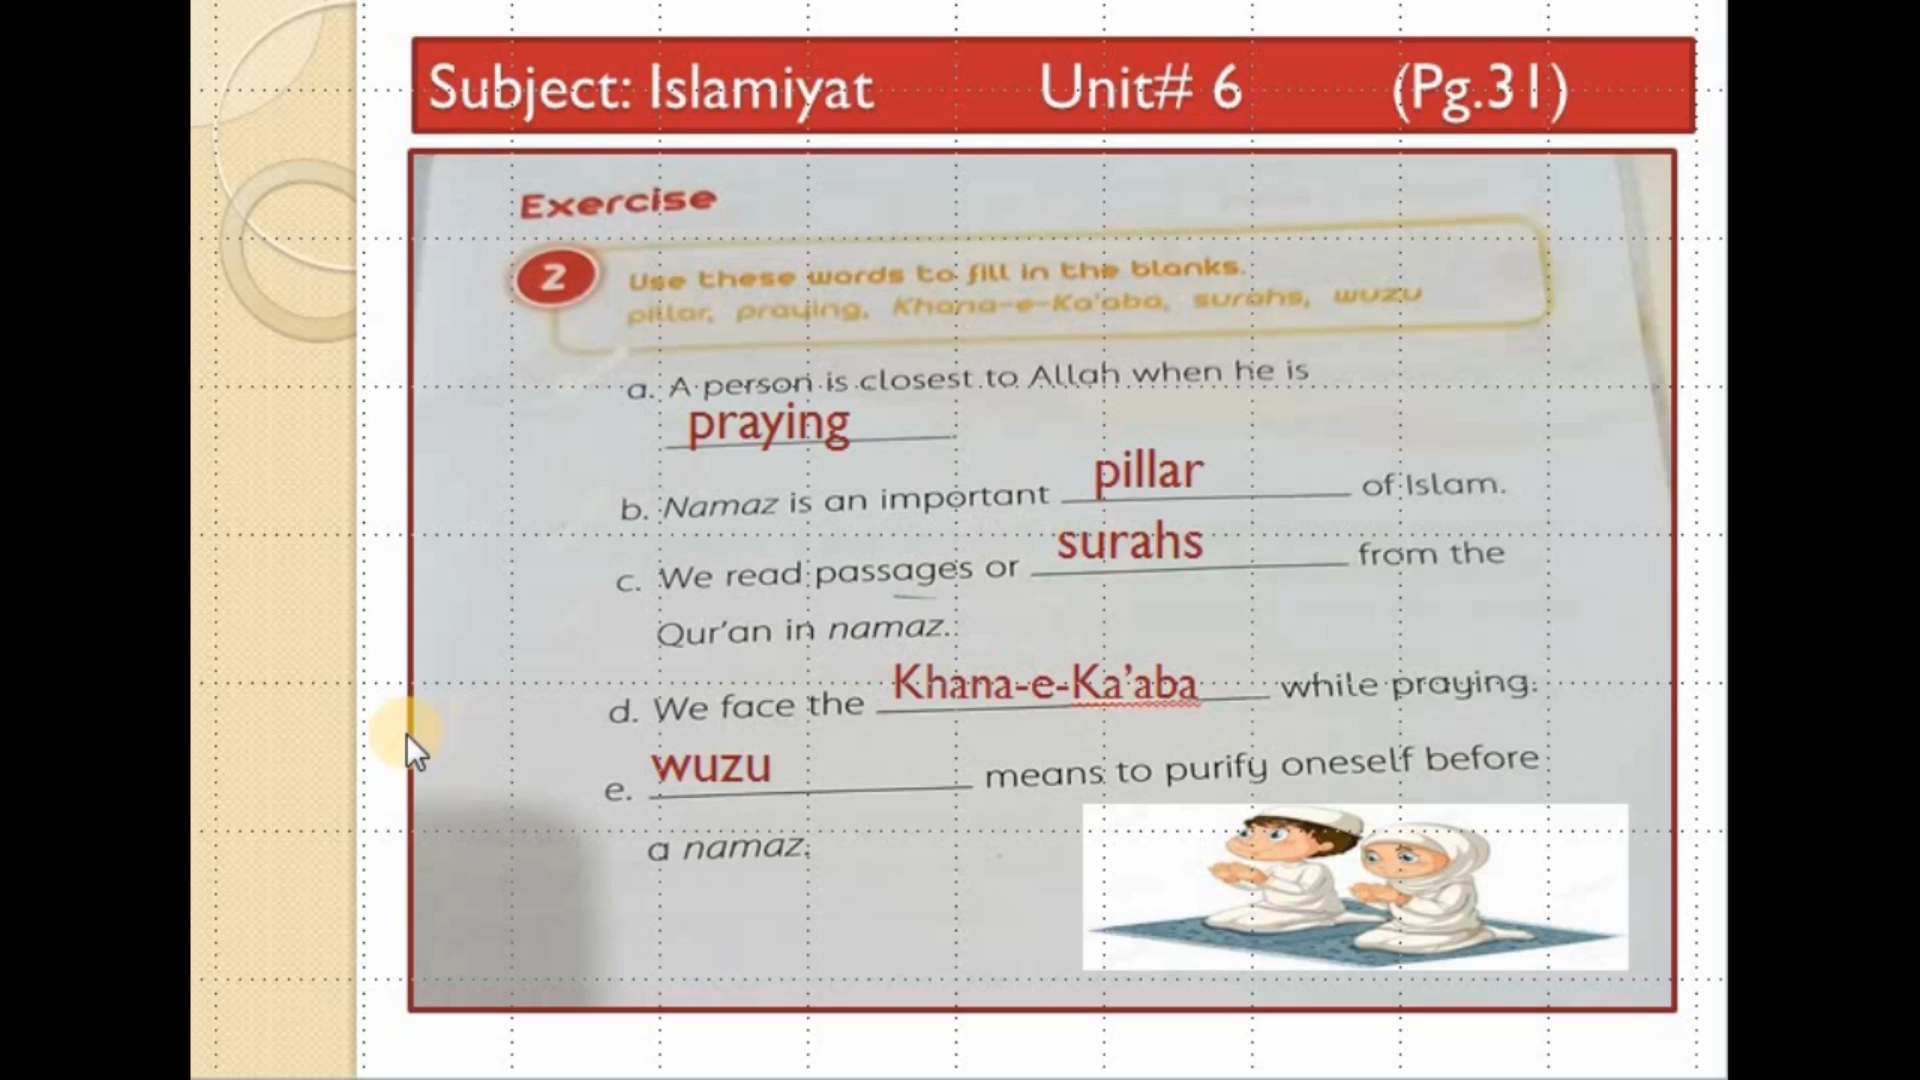 Subject: Islamiyat Unit# 6 (Pg.31)
Exercise
2
Use these words to fill in the blanks.
pillar, praying, Khana-e-Ka'aba, surahs, wuzu
a. A person is closest to Allah when he is
praying.
b. Namaz is an important pillar of Islam.
c. We read passages or surahs from the
Qur'an in namaz.
d. We face the Khana-e-Ka'aba while praying.
e. wuzu means to purify oneself before
a namaz.